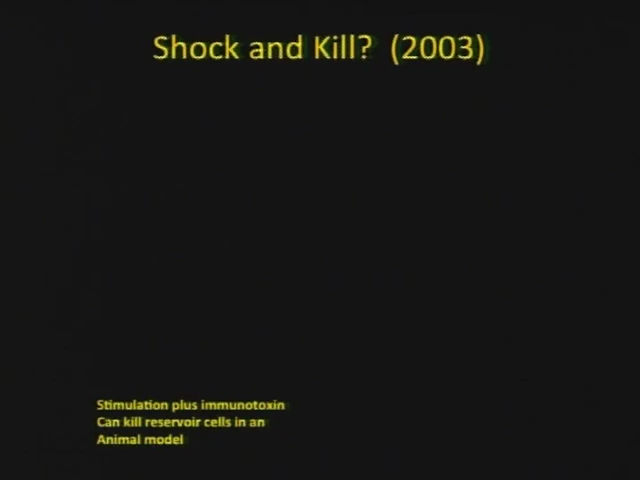 Shock and Kill? (2003)
Stimulation plus immunotoxin
Can kill reservoir cells in an
Animal model